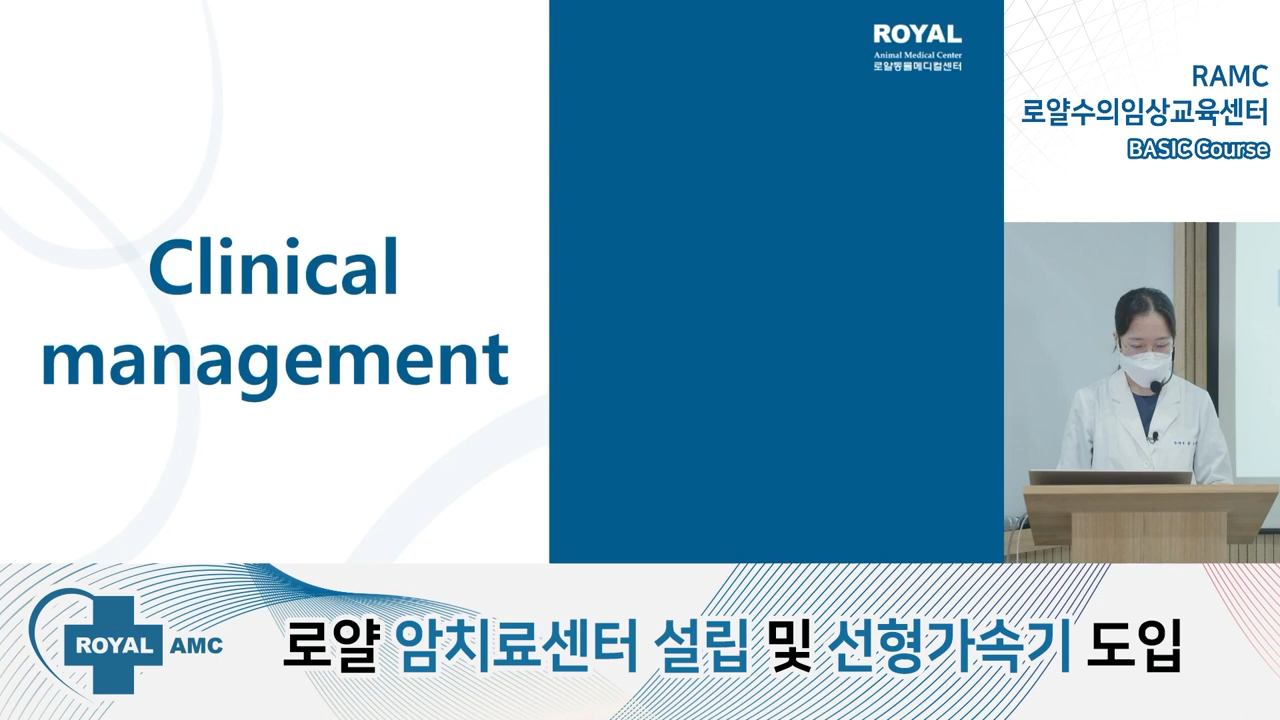 Clinical
management
ROYAL
Animal Medical Center
로얄동물메디컬센터
RAMC
로얄수의임상교육센터
BASIC Course
ROYAL AMC
로얄 암치료센터 설립 및 선형가속기 도입